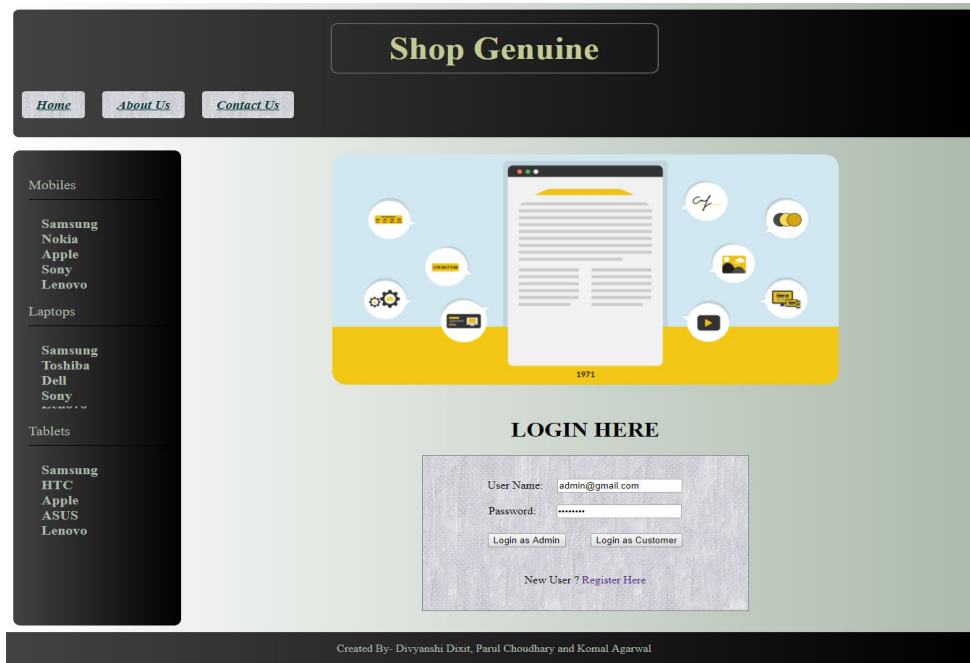 Shop Genuine
Home About Us Contact Us
Mobiles
Samsung
Nokia
Apple
Sony
Lenovo
Laptops
Samsung
Toshiba
Dell
Sony
Tablets
Samsung
HTC
Apple
ASUS
Lenovo
1971
LOGIN HERE
User Name: admin@gmail.com
Password: ••••••••
Login as Admin Login as Customer
New User ? Register Here
Created By- Divyanshi Dixit, Parul Choudhary and Komal Agarwal